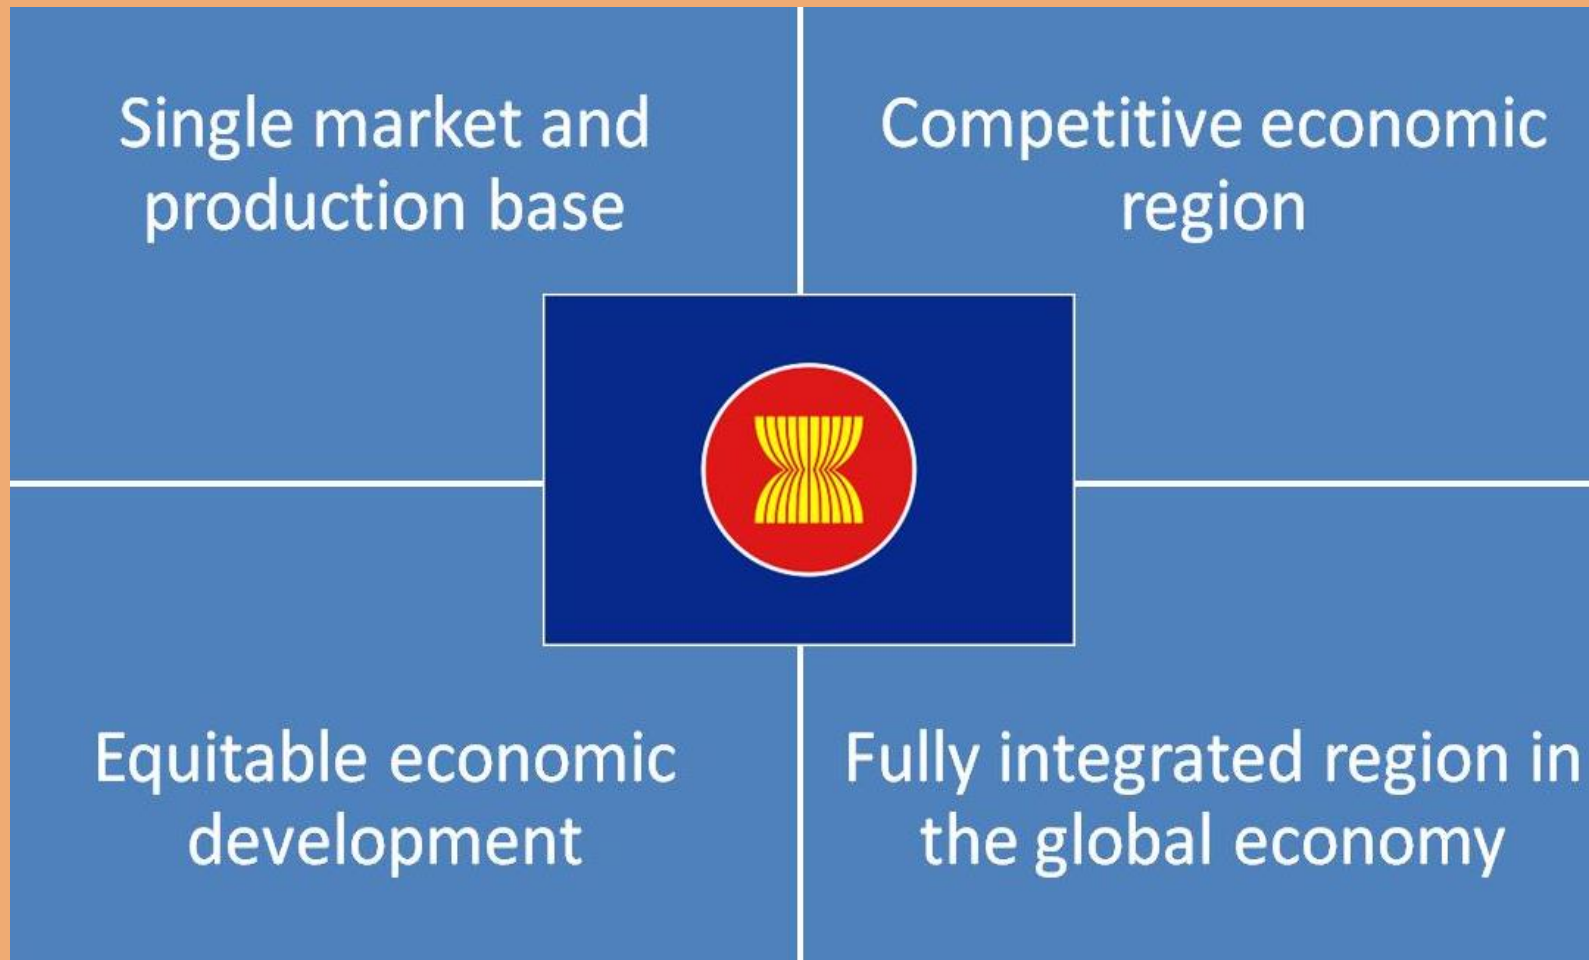 Single market and
production base
Competitive economic
region
Equitable economic
development
Fully integrated region in
the global economy